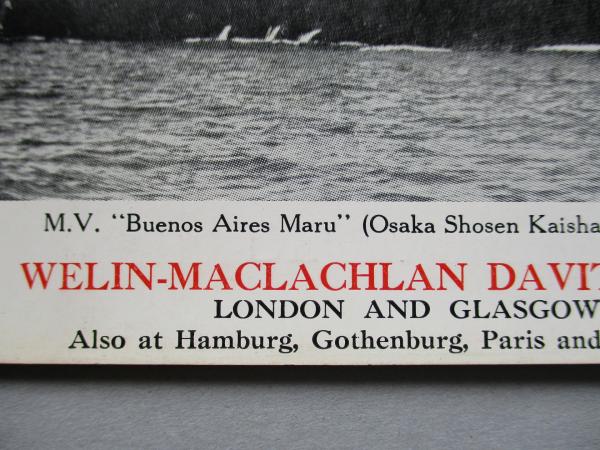 M.V. "Buenos Aires Maru" (Osaka Shosen Kaisha
WELIN-MACLACHLAN DAVIT
LONDON AND GLASGOW
Also at Hamburg, Gothenburg, Paris and